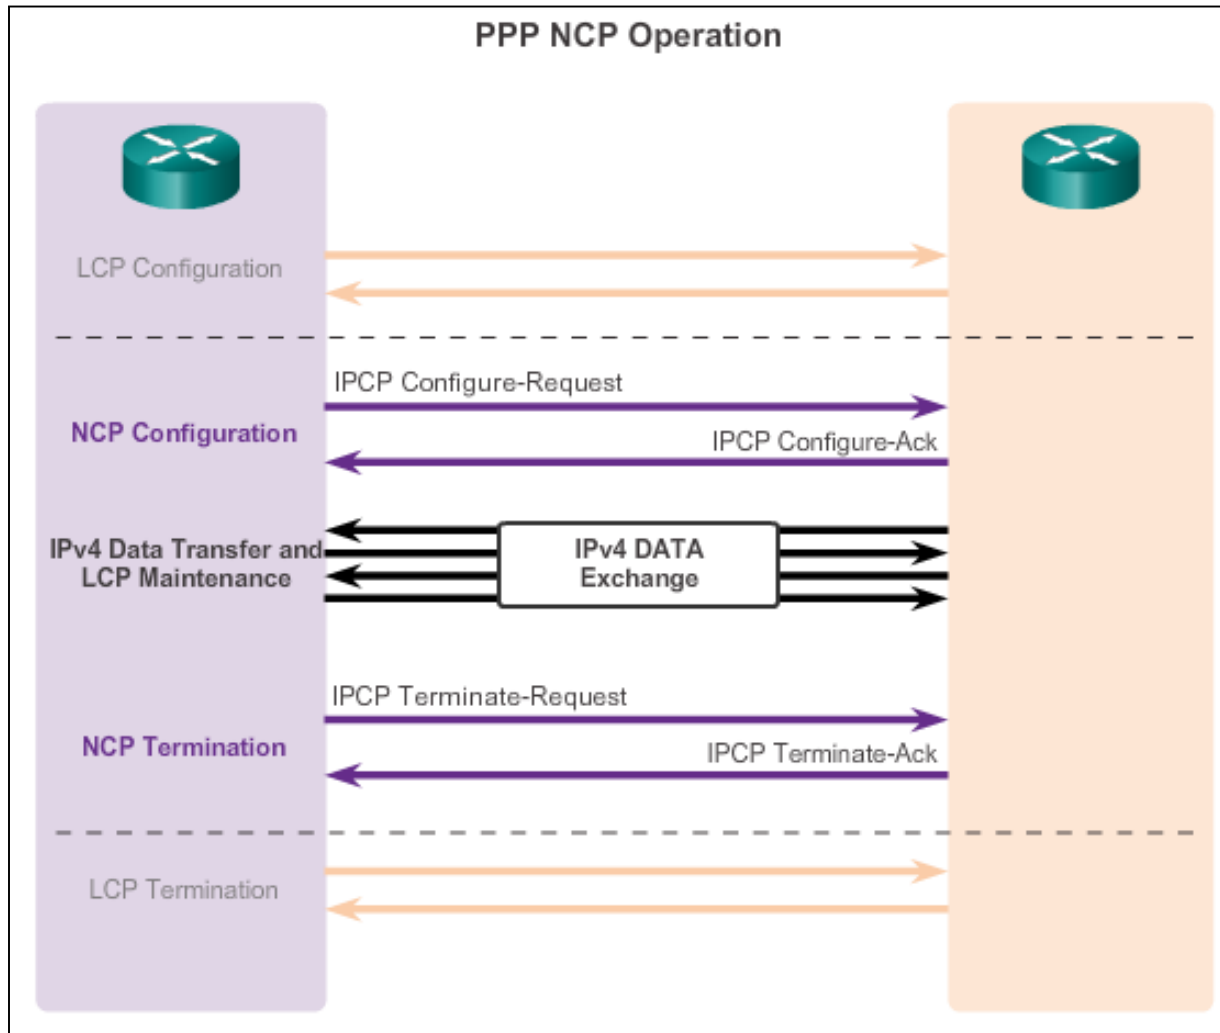 PPP NCP Operation
LCP Configuration
IPCP Configure-Request
NCP Configuration
IPCP Configure-Ack
IPv4 Data Transfer and
LCP Maintenance
IPv4 DATA
Exchange
IPCP Terminate-Request
NCP Termination
IPCP Terminate-Ack
LCP Termination